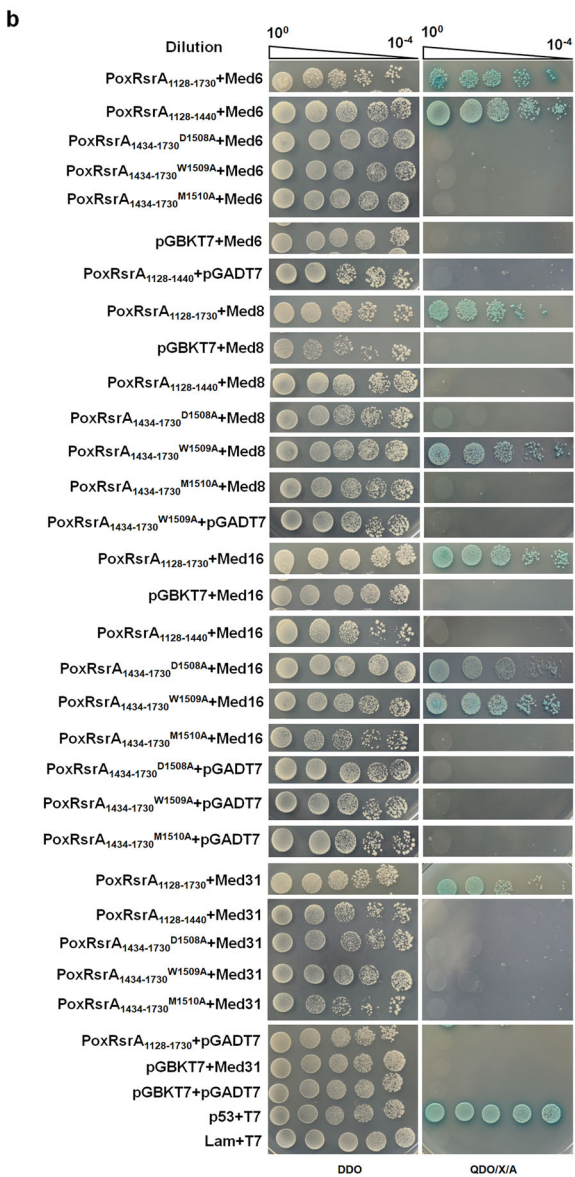 b
10⁰ 10⁻⁴ 10⁰ 10⁻⁴
Dilution
PoxRsrA₁₁₂₈₋₁₇₃₀+Med6
PoxRsrA₁₁₂₈₋₁₄₄₀+Med6
PoxRsrA₁₄₃₄₋₁₇₃₀ᴰ¹⁵⁰⁸ᴬ+Med6
PoxRsrA₁₄₃₄₋₁₇₃₀ᵂ¹⁵⁰⁹ᴬ+Med6
PoxRsrA₁₄₃₄₋₁₇₃₀ᴹ¹⁵¹⁰ᴬ+Med6
pGBKT7+Med6
PoxRsrA₁₁₂₈₋₁₄₄₀+pGADT7
PoxRsrA₁₁₂₈₋₁₇₃₀+Med8
pGBKT7+Med8
PoxRsrA₁₁₂₈₋₁₄₄₀+Med8
PoxRsrA₁₄₃₄₋₁₇₃₀ᴰ¹⁵⁰⁸ᴬ+Med8
PoxRsrA₁₄₃₄₋₁₇₃₀ᵂ¹⁵⁰⁹ᴬ+Med8
PoxRsrA₁₄₃₄₋₁₇₃₀ᴹ¹⁵¹⁰ᴬ+Med8
PoxRsrA₁₄₃₄₋₁₇₃₀ᵂ¹⁵⁰⁹ᴬ+pGADT7
PoxRsrA₁₁₂₈₋₁₇₃₀+Med16
pGBKT7+Med16
PoxRsrA₁₁₂₈₋₁₄₄₀+Med16
PoxRsrA₁₄₃₄₋₁₇₃₀ᴰ¹⁵⁰⁸ᴬ+Med16
PoxRsrA₁₄₃₄₋₁₇₃₀ᵂ¹⁵⁰⁹ᴬ+Med16
PoxRsrA₁₄₃₄₋₁₇₃₀ᴹ¹⁵¹⁰ᴬ+Med16
PoxRsrA₁₄₃₄₋₁₇₃₀ᴰ¹⁵⁰⁸ᴬ+pGADT7
PoxRsrA₁₄₃₄₋₁₇₃₀ᵂ¹⁵⁰⁹ᴬ+pGADT7
PoxRsrA₁₄₃₄₋₁₇₃₀ᴹ¹⁵¹⁰ᴬ+pGADT7
PoxRsrA₁₁₂₈₋₁₇₃₀+Med31
PoxRsrA₁₁₂₈₋₁₄₄₀+Med31
PoxRsrA₁₄₃₄₋₁₇₃₀ᴰ¹⁵⁰⁸ᴬ+Med31
PoxRsrA₁₄₃₄₋₁₇₃₀ᵂ¹⁵⁰⁹ᴬ+Med31
PoxRsrA₁₄₃₄₋₁₇₃₀ᴹ¹⁵¹⁰ᴬ+Med31
PoxRsrA₁₁₂₈₋₁₇₃₀+pGADT7
pGBKT7+Med31
pGBKT7+pGADT7
p53+T7
Lam+T7
DDO QDO/X/A